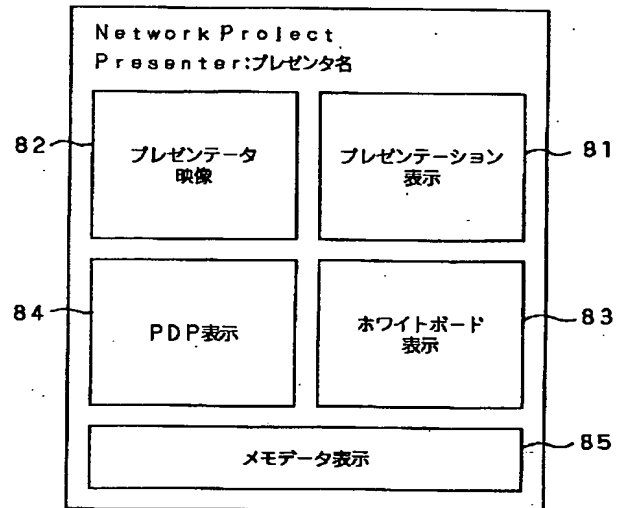 Network Project
Presenter:プレゼンタ名
82
プレゼンテータ
映像
プレゼンテーション
表示
81
84
PDP表示
ホワイトボード
表示
83
メモデータ表示
85